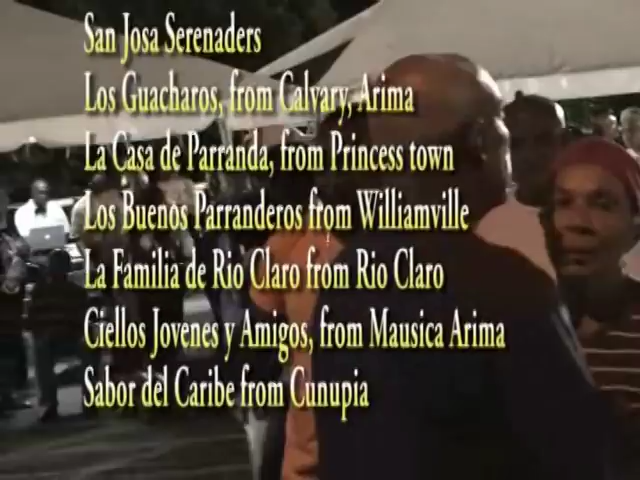 San Josa Serenaders
Los Guacharos, from Calvary, Arima
La Casa de Parranda, from Princess town
Los Buenos Parranderos from Williamville
La Familia de Rio Claro from Rio Claro
Ciellos Jovenes y Amigos, from Mausica Arima
Sabor del Caribe from Cunupia